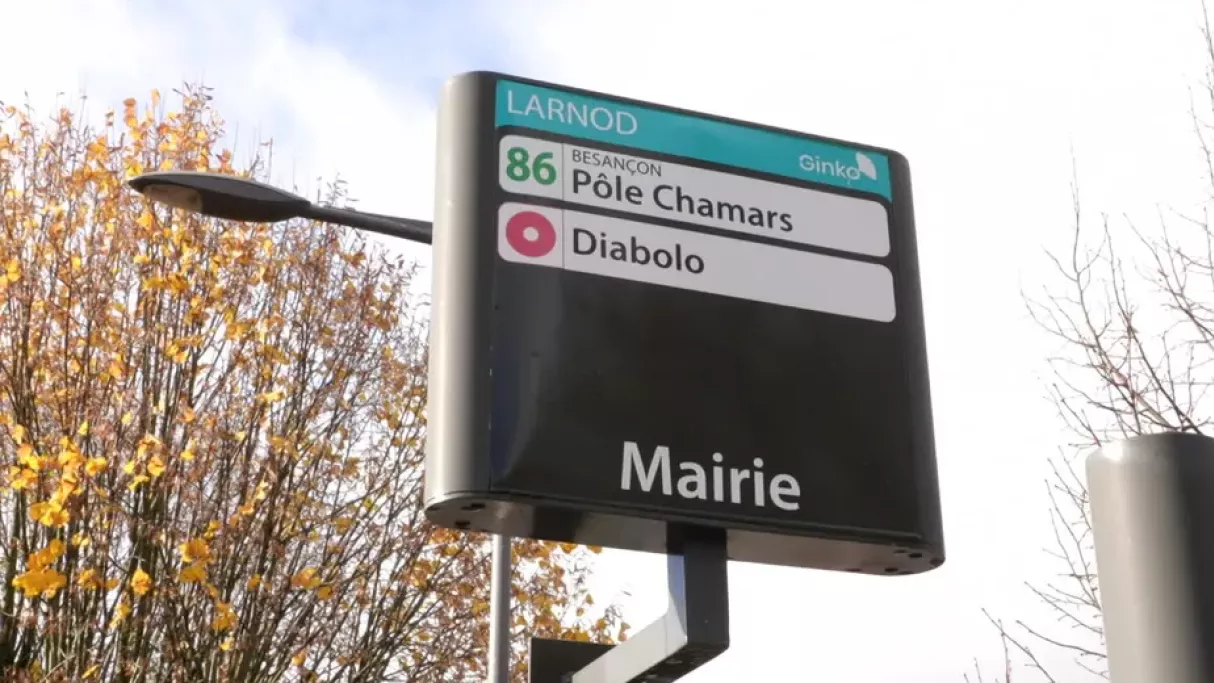 LARNOD
Ginko
86 BESANÇON
Pôle Chamars
Diabolo
Mairie